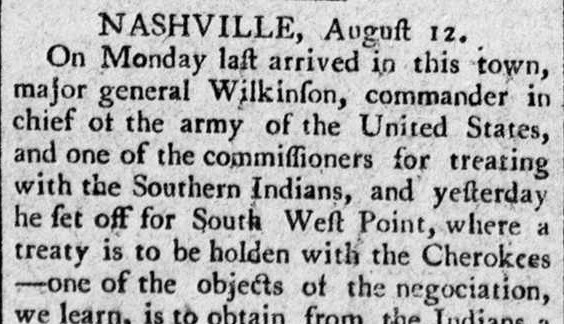 NASHVILLE, Auguſt 12.
On Monday laſt arrived in this town,
major general Wilkinſon, commander in
chief of the army of the United States,
and one of the commiſſioners for treating
with the Southern Indians, and yeſterday
he ſet off for South Weſt Point, where a
treaty is to be holden with the Cherokees
—one of the objects of the negociation,
we learn, is to obtain from the Indians a